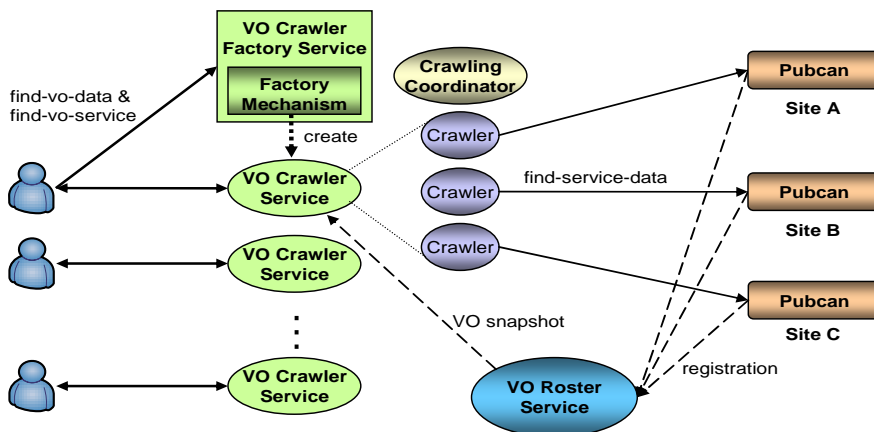 VO Crawler
Factory Service
Factory
Mechanism
find-vo-data &
find-vo-service
create
Crawling
Coordinator
Crawler
Crawler
Crawler
find-service-data
Pubcan
Site A
Pubcan
Site B
Pubcan
Site C
VO Crawler
Service
VO Crawler
Service
VO Crawler
Service
VO snapshot
registration
VO Roster
Service